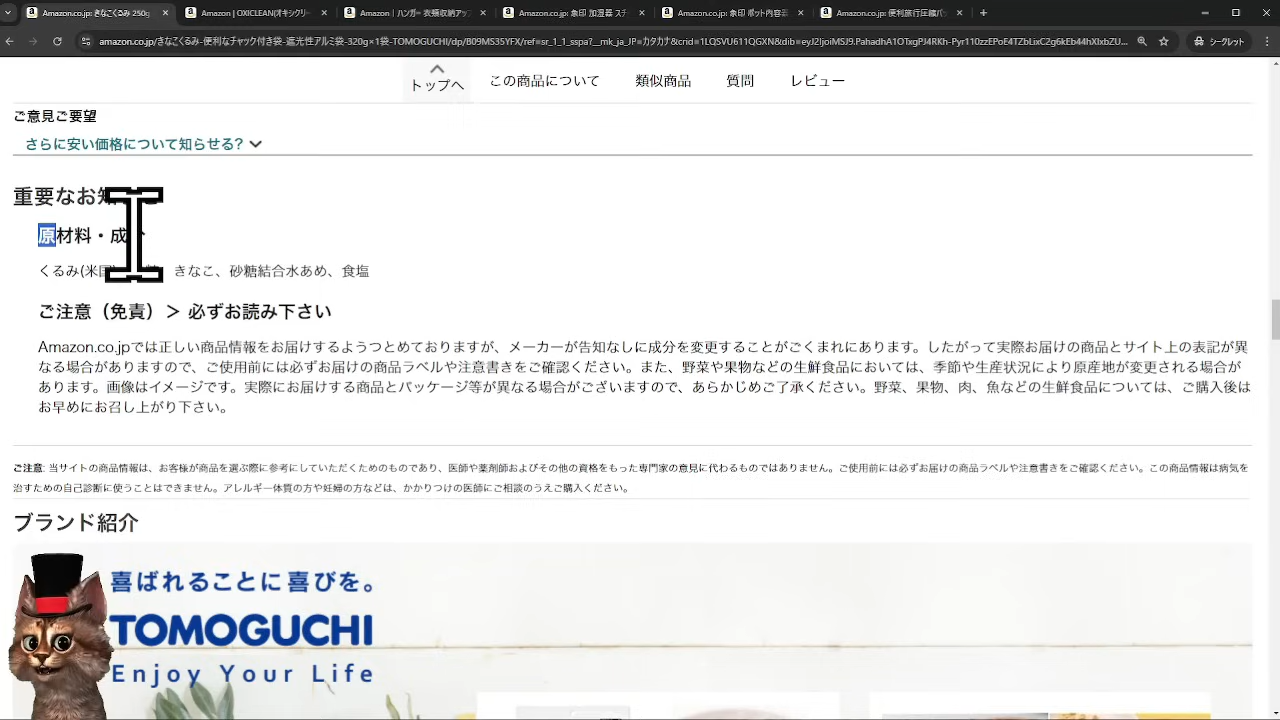 きなこくるみ 250g
Amazon | OXICLEAN(オキシクリー
Amazon | ハンガー 衣類収納アップ
Amazon.co.jp: 象印 加湿器 ステ
Amazon.co.jp: 象印 ポット内容器
Amazon.co.jp: 便利旅行圧縮バッ
シークレット
トップへ
この商品について
類似商品
質問
レビュー
ご意見ご要望
さらに安い価格について知らせる?
重要なお知
原材料・成分
くるみ(米国) きなこ、砂糖結合水あめ、食塩
ご注意（免責）＞ 必ずお読み下さい
Amazon.co.jpでは正しい商品情報をお届けするようつとめておりますが、メーカーが告知なしに成分を変更することがごくまれにあります。したがって実際お届けの商品とサイト上の表記が異
なる場合がありますので、ご使用前には必ずお届けの商品ラベルや注意書きをご確認ください。また、野菜や果物などの生鮮食品においては、季節や生産状況により原産地が変更される場合が
あります。画像はイメージです。実際にお届けする商品とパッケージ等が異なる場合がございますので、あらかじめご了承ください。野菜、果物、肉、魚などの生鮮食品については、ご購入後は
お早めにお召し上がり下さい。
ご注意: 当サイトの商品情報は、お客様が商品を選ぶ際に参考にしていただくためのものであり、医師や薬剤師およびその他の資格をもった専門家の意見に代わるものではありません。ご使用前には必ずお届けの商品ラベルや注意書きをご確認ください。この商品情報は病気を
治すための自己診断に使うことはできません。アレルギー体質の方や妊婦の方などは、かかりつけの医師にご相談のうえご購入ください。
ブランド紹介
喜ばれることに喜びを。
TOMOGUCHI
Enjoy Your Life